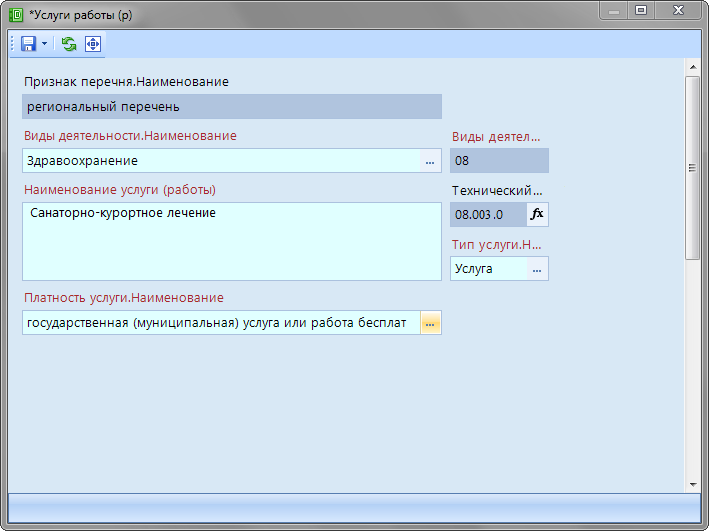 *Услуги работы (р)
Признак перечня.Наименование
региональный перечень
Виды деятельности.Наименование
Виды деятел...
Здравоохранение
...
08
Наименование услуги (работы)
Технический...
Санаторно-курортное лечение
08.003.0
fx
Тип услуги.Н...
Услуга
...
Платность услуги.Наименование
государственная (муниципальная) услуга или работа бесплат
...